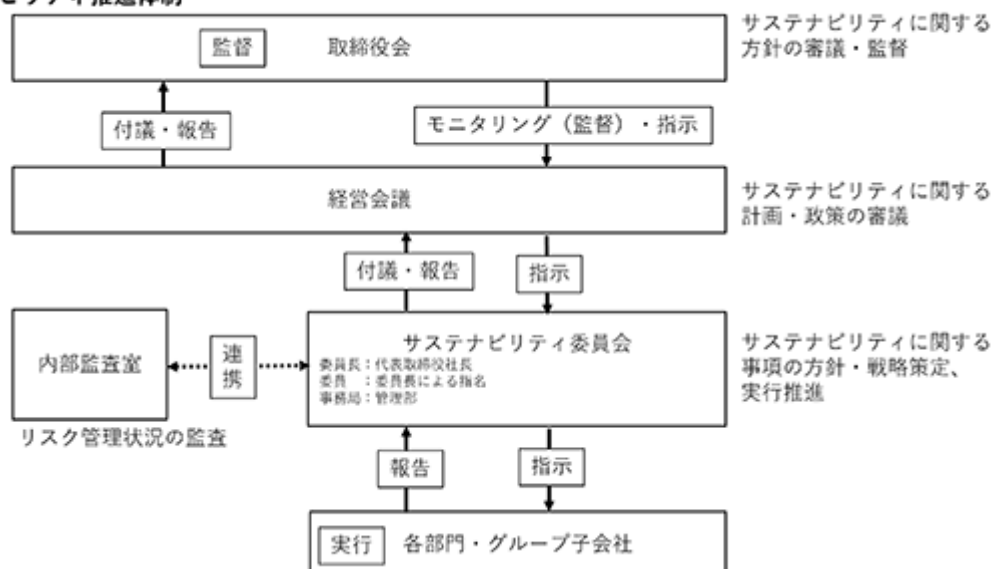 サステナビリティに関する
方針の審議・監督
監督 取締役会
付議・報告
モニタリング（監督）・指示
経営会議
サステナビリティに関する
計画・政策の審議
付議・報告
指示
内部監査室
連携
サステナビリティ委員会
委員長：代表取締役社長
委員　：委員長による指名
事務局：管理部
サステナビリティに関する
事項の方針・戦略策定、
実行推進
リスク管理状況の監査
報告
指示
実行 各部門・グループ子会社